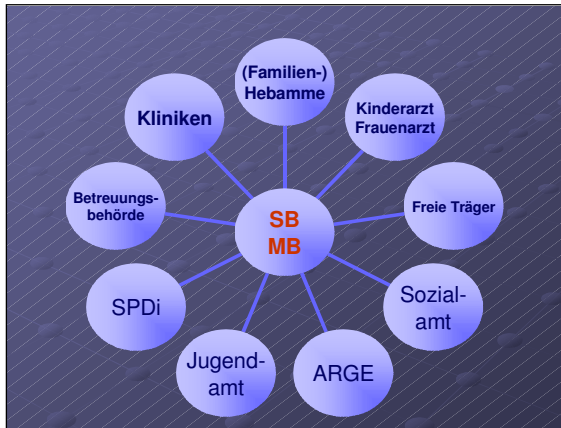 (Familien-)
Hebamme
Kliniken
Kinderarzt
Frauenarzt
Betreuungs-
behörde
Freie Träger
SB
MB
SPDi
Sozial-
amt
Jugend-
amt
ARGE